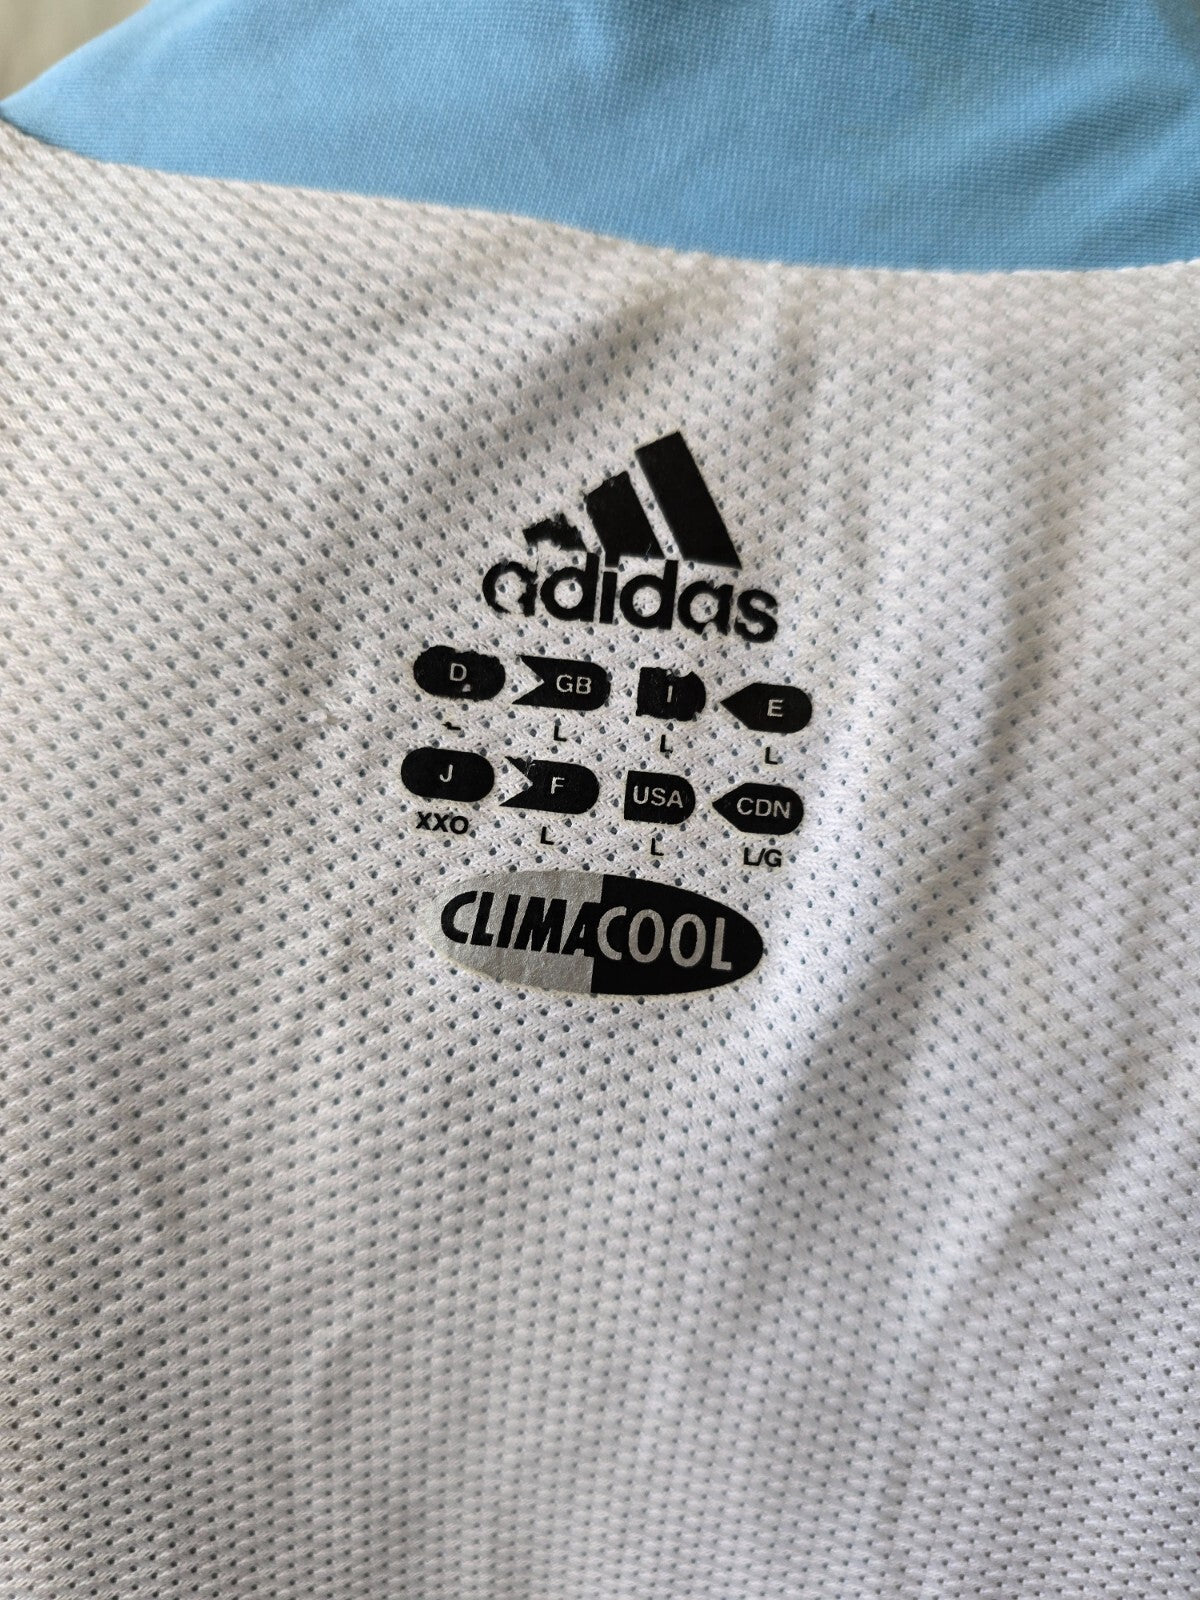 adidas
D GB I E
L L L
J F USA CDN
XXO L L L/G
CLIMACOOL